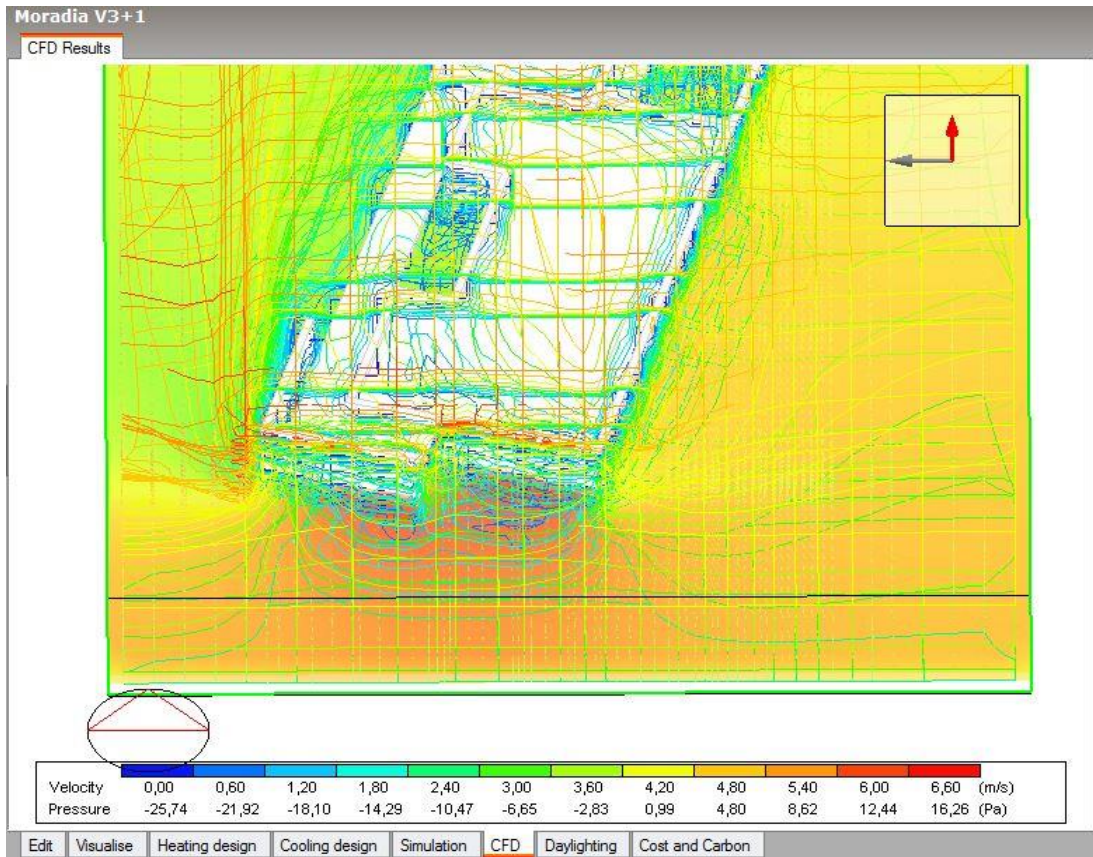 Moradia V3+1
CFD Results
Velocity 0,00 0,60 1,20 1,80 2,40 3,00 3,60 4,20 4,80 5,40 6,00 6,60 (m/s)
Pressure -25,74 -21,92 -18,10 -14,29 -10,47 -6,65 -2,83 0,99 4,80 8,62 12,44 16,26 (Pa)
Edit Visualise Heating design Cooling design Simulation CFD Daylighting Cost and Carbon